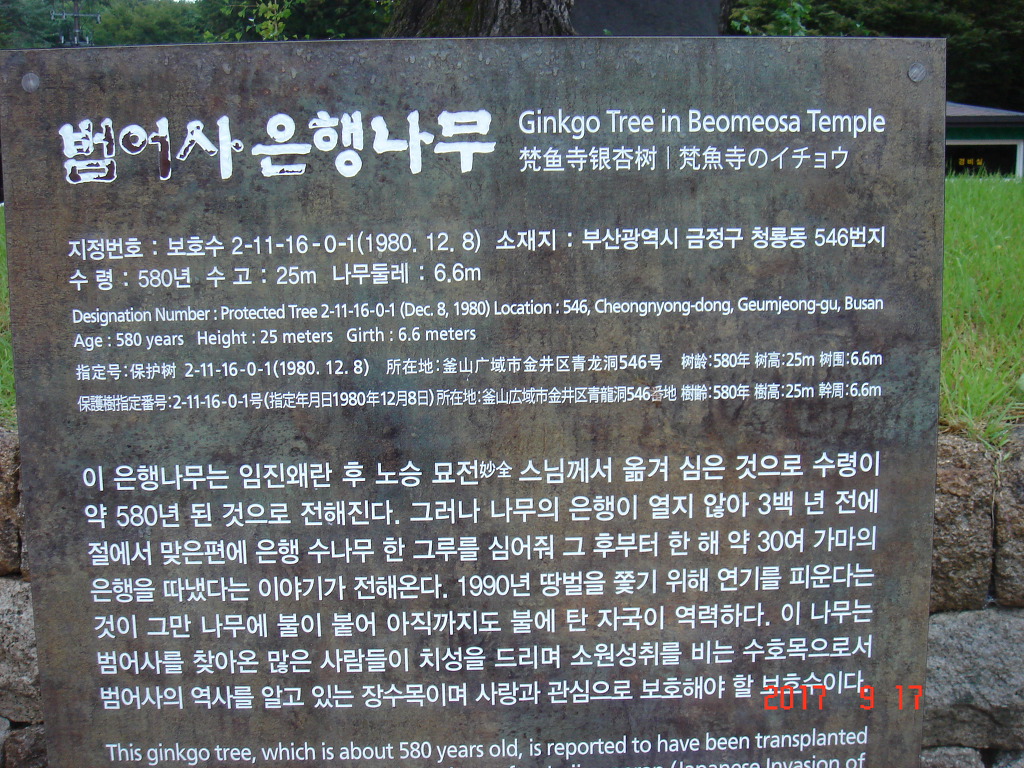 범어사 은행나무 Ginkgo Tree in Beomeosa Temple
梵鱼寺银杏树 | 梵魚寺のイチョウ
지정번호 : 보호수 2-11-16-0-1(1980. 12. 8) 소재지 : 부산광역시 금정구 청룡동 546번지
수 령 : 580년 수 고 : 25m 나무둘레 : 6.6m
Designation Number : Protected Tree 2-11-16-0-1 (Dec. 8, 1980) Location : 546, Cheongnyong-dong, Geumjeong-gu, Busan
Age : 580 years Height : 25 meters Girth : 6.6 meters
指定号:保护树 2-11-16-0-1(1980. 12. 8) 所在地:釜山广域市金井区青龙洞546号 树龄:580年 树高:25m 树围:6.6m
保護樹指定番号:2-11-16-0-1号(指定年月日1980年12月8日) 所在地:釜山広域市金井区青龍洞546番地 樹齢:580年 樹高:25m 幹周:6.6m
이 은행나무는 임진왜란 후 노승 묘전妙全 스님께서 옮겨 심은 것으로 수령이
약 580년 된 것으로 전해진다. 그러나 나무의 은행이 열지 않아 3백 년 전에
절에서 맞은편에 은행 수나무 한 그루를 심어줘 그 후부터 한 해 약 30여 가마의
은행을 따냈다는 이야기가 전해온다. 1990년 땅벌을 쫓기 위해 연기를 피운다는
것이 그만 나무에 불이 붙어 아직까지도 불에 탄 자국이 역력하다. 이 나무는
범어사를 찾아온 많은 사람들이 치성을 드리며 소원성취를 비는 수호목으로서
범어사의 역사를 알고 있는 장수목이며 사랑과 관심으로 보호해야 할 보호수이다.
This ginkgo tree, which is about 580 years old, is reported to have been transplanted
(Japanese Invasion of
경비실
2017 9 17